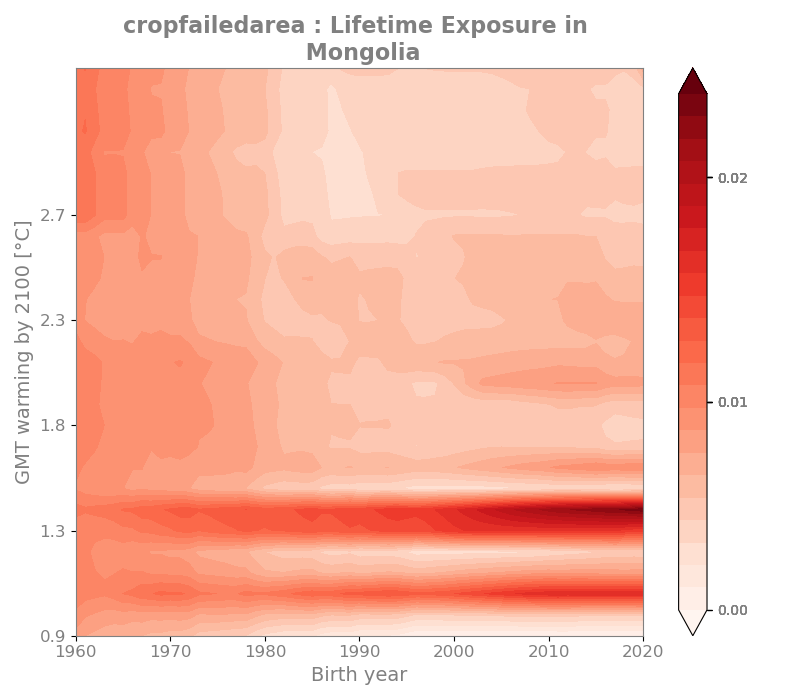 cropfailedarea : Lifetime Exposure in
Mongolia
GMT warming by 2100 [°C]
2.7
2.3
1.8
1.3
0.9
1960 1970 1980 1990 2000 2010 2020
Birth year
0.02
0.01
0.00